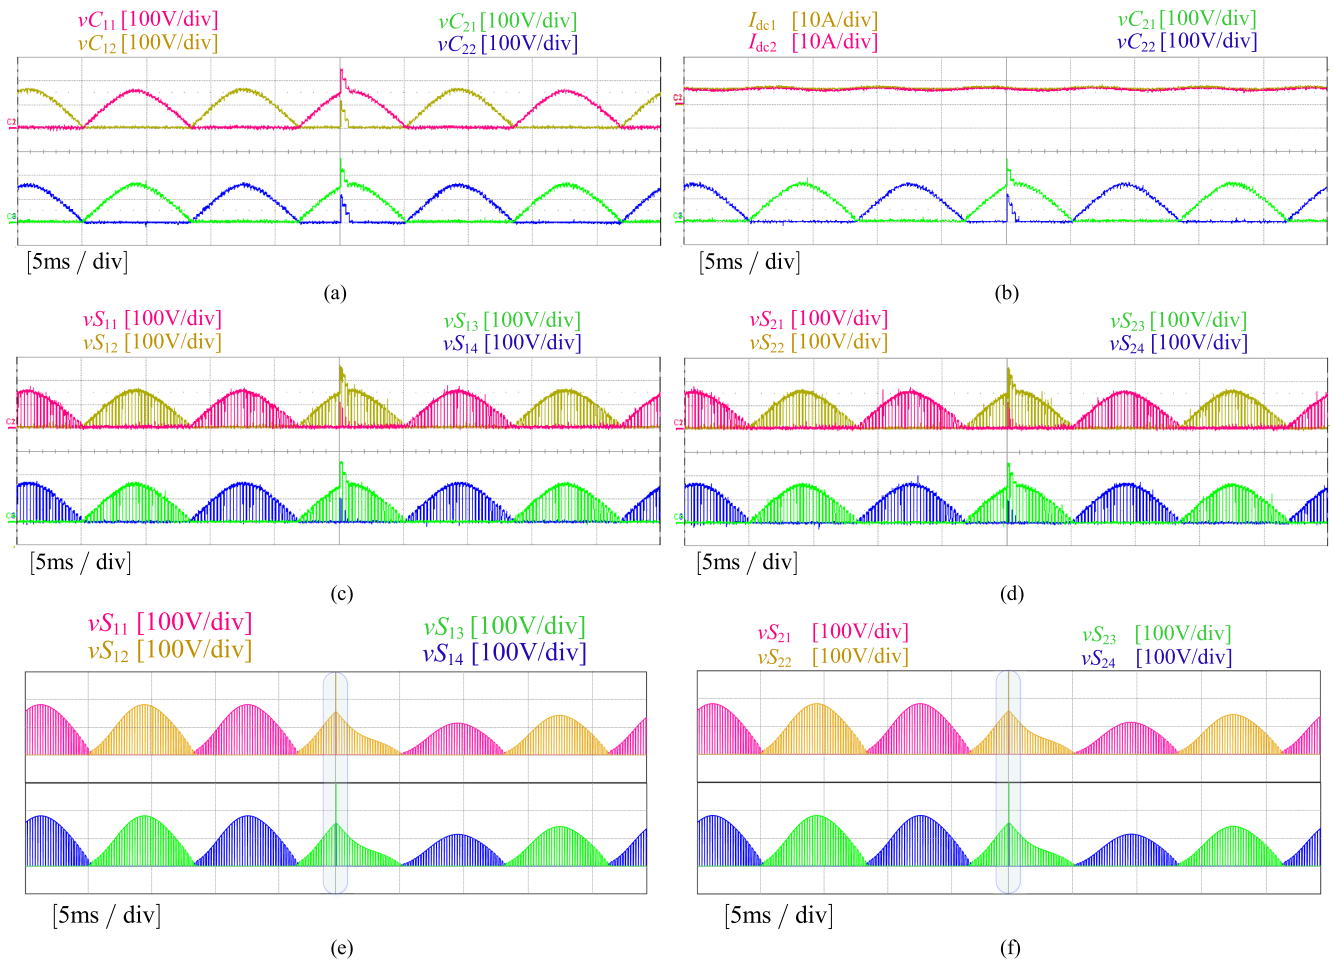 vC11 [100V/div] vC21 [100V/div]
vC12 [100V/div] vC22 [100V/div]
[5ms / div]
(a)
Idc1 [10A/div] vC21 [100V/div]
Idc2 [10A/div] vC22 [100V/div]
[5ms / div]
(b)
vS11 [100V/div] vS13 [100V/div]
vS12 [100V/div] vS14 [100V/div]
[5ms / div]
(c)
vS21 [100V/div] vS23 [100V/div]
vS22 [100V/div] vS24 [100V/div]
[5ms / div]
(d)
vS11 [100V/div] vS13 [100V/div]
vS12 [100V/div] vS14 [100V/div]
[5ms / div]
(e)
vS21 [100V/div] vS23 [100V/div]
vS22 [100V/div] vS24 [100V/div]
[5ms / div]
(f)